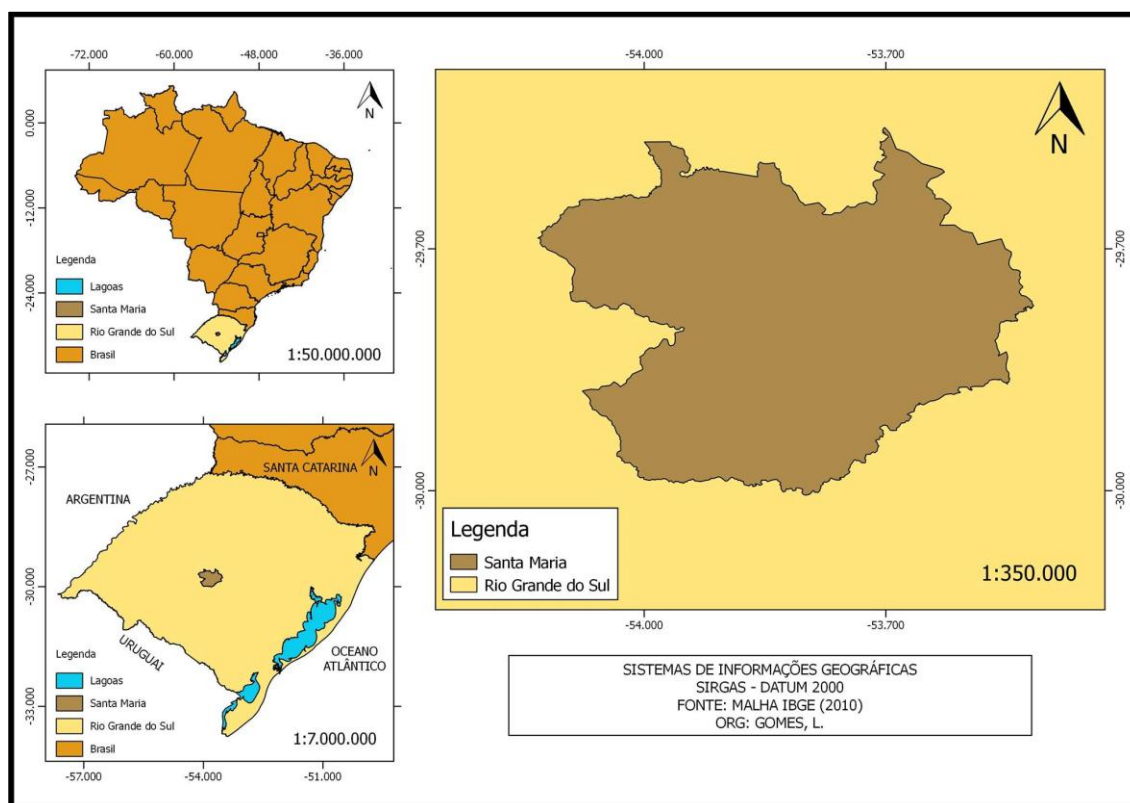 -72.000 -60.000 -48.000 -36.000
0.000
-12.000
-24.000
N
Legenda
Lagoas
Santa Maria
Rio Grande do Sul
Brasil
1:50.000.000
-27.000
-30.000
-33.000
N
SANTA CATARINA
ARGENTINA
URUGUAI
OCEANO
ATLÂNTICO
Legenda
Lagoas
Santa Maria
Rio Grande do Sul
Brasil
1:7.000.000
-57.000 -54.000 -51.000
-54.000 -53.700
N
-29.700 -29.700
-30.000 -30.000
Legenda
Santa Maria
Rio Grande do Sul
1:350.000
-54.000 -53.700
SISTEMAS DE INFORMAÇÕES GEOGRÁFICAS
SIRGAS - DATUM 2000
FONTE: MALHA IBGE (2010)
ORG: GOMES, L.